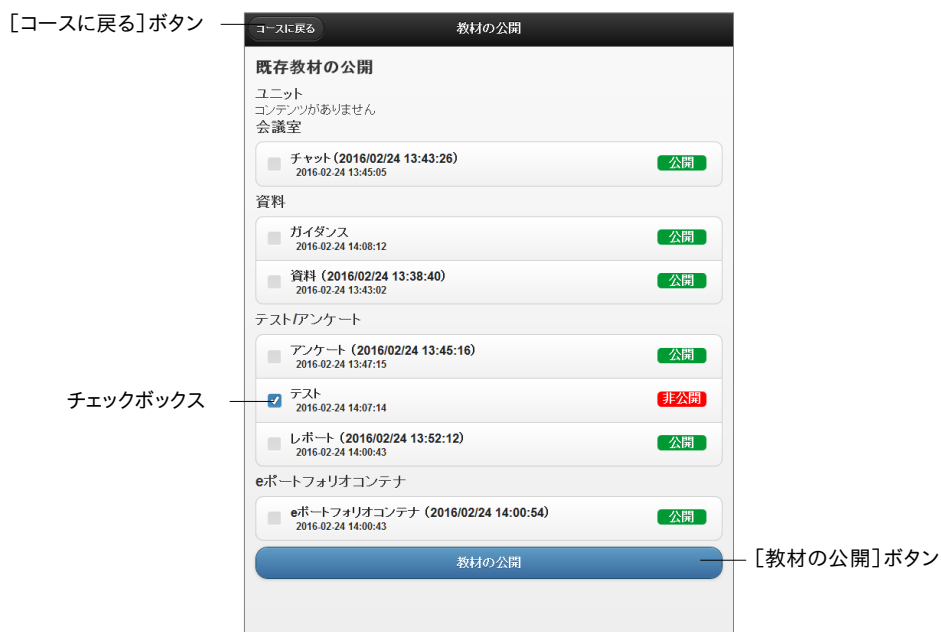 ［コースに戻る］ボタン
コースに戻る
教材の公開
既存教材の公開
ユニット
コンテンツがありません
会議室
チャット（2016/02/24 13:43:26）
公開
2016-02-24 13:45:05
資料
ガイダンス
公開
2016-02-24 14:08:12
資料（2016/02/24 13:38:40）
公開
2016-02-24 13:43:02
テスト/アンケート
アンケート（2016/02/24 13:45:16）
公開
2016-02-24 13:47:15
チェックボックス
テスト
非公開
2016-02-24 14:07:14
レポート（2016/02/24 13:52:12）
公開
2016-02-24 14:00:43
eポートフォリオコンテナ
eポートフォリオコンテナ（2016/02/24 14:00:54）
公開
2016-02-24 14:00:43
教材の公開
［教材の公開］ボタン